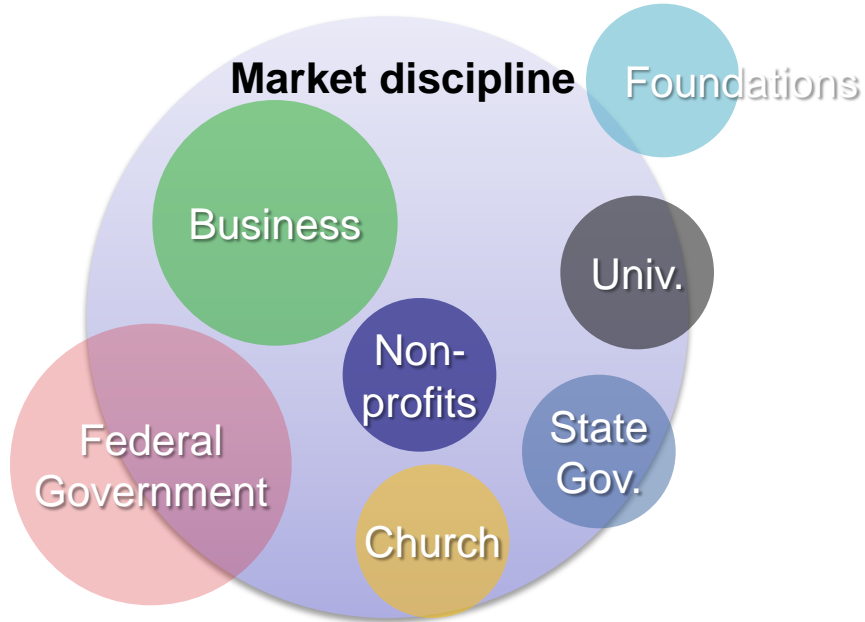 Market discipline
Foundations
Business
Univ.
Non-
profits
State
Gov.
Federal
Government
Church